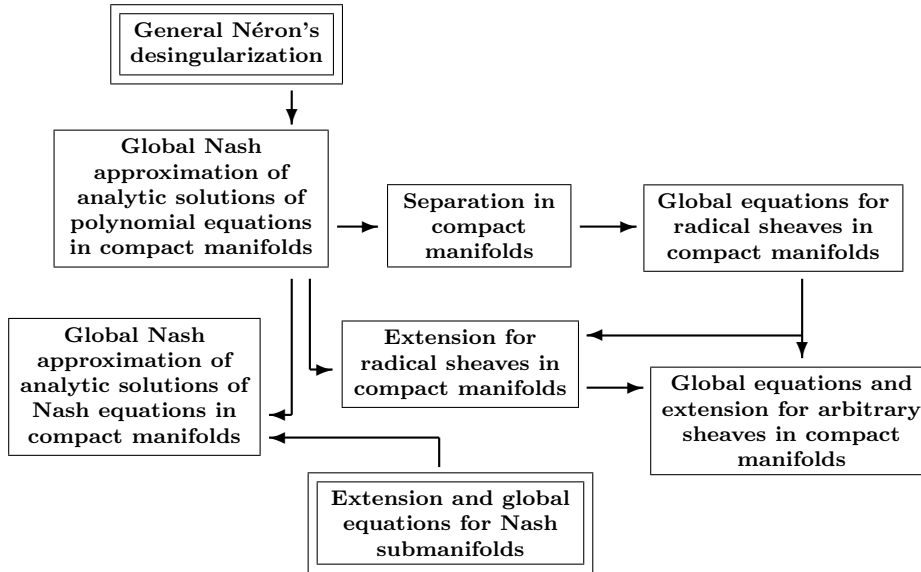 General Néron's
desingularization
Global Nash
approximation of
analytic solutions of
polynomial equations
in compact manifolds
Separation in
compact
manifolds
Global equations for
radical sheaves in
compact manifolds
Global Nash
approximation of
analytic solutions of
Nash equations in
compact manifolds
Extension for
radical sheaves in
compact manifolds
Global equations and
extension for arbitrary
sheaves in compact
manifolds
Extension and global
equations for Nash
submanifolds